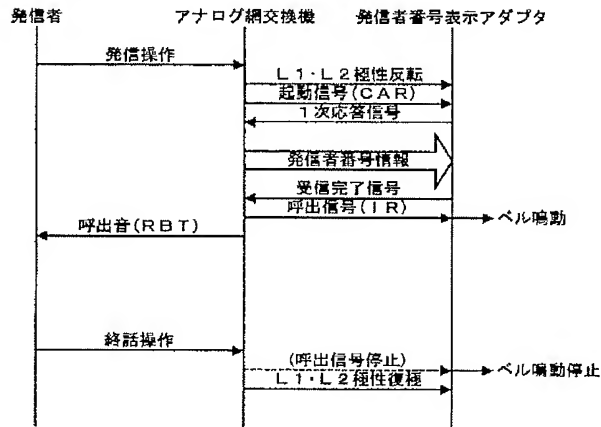 発信者
アナログ網交換機
発信者番号表示アダプタ
発信操作
L1・L2極性反転
起動信号(CAR)
1次応答信号
発信者番号情報
受信完了信号
呼出信号(IR)
ベル鳴動
呼出音(RBT)
終話操作
(呼出信号停止)
ベル鳴動停止
L1・L2極性復極